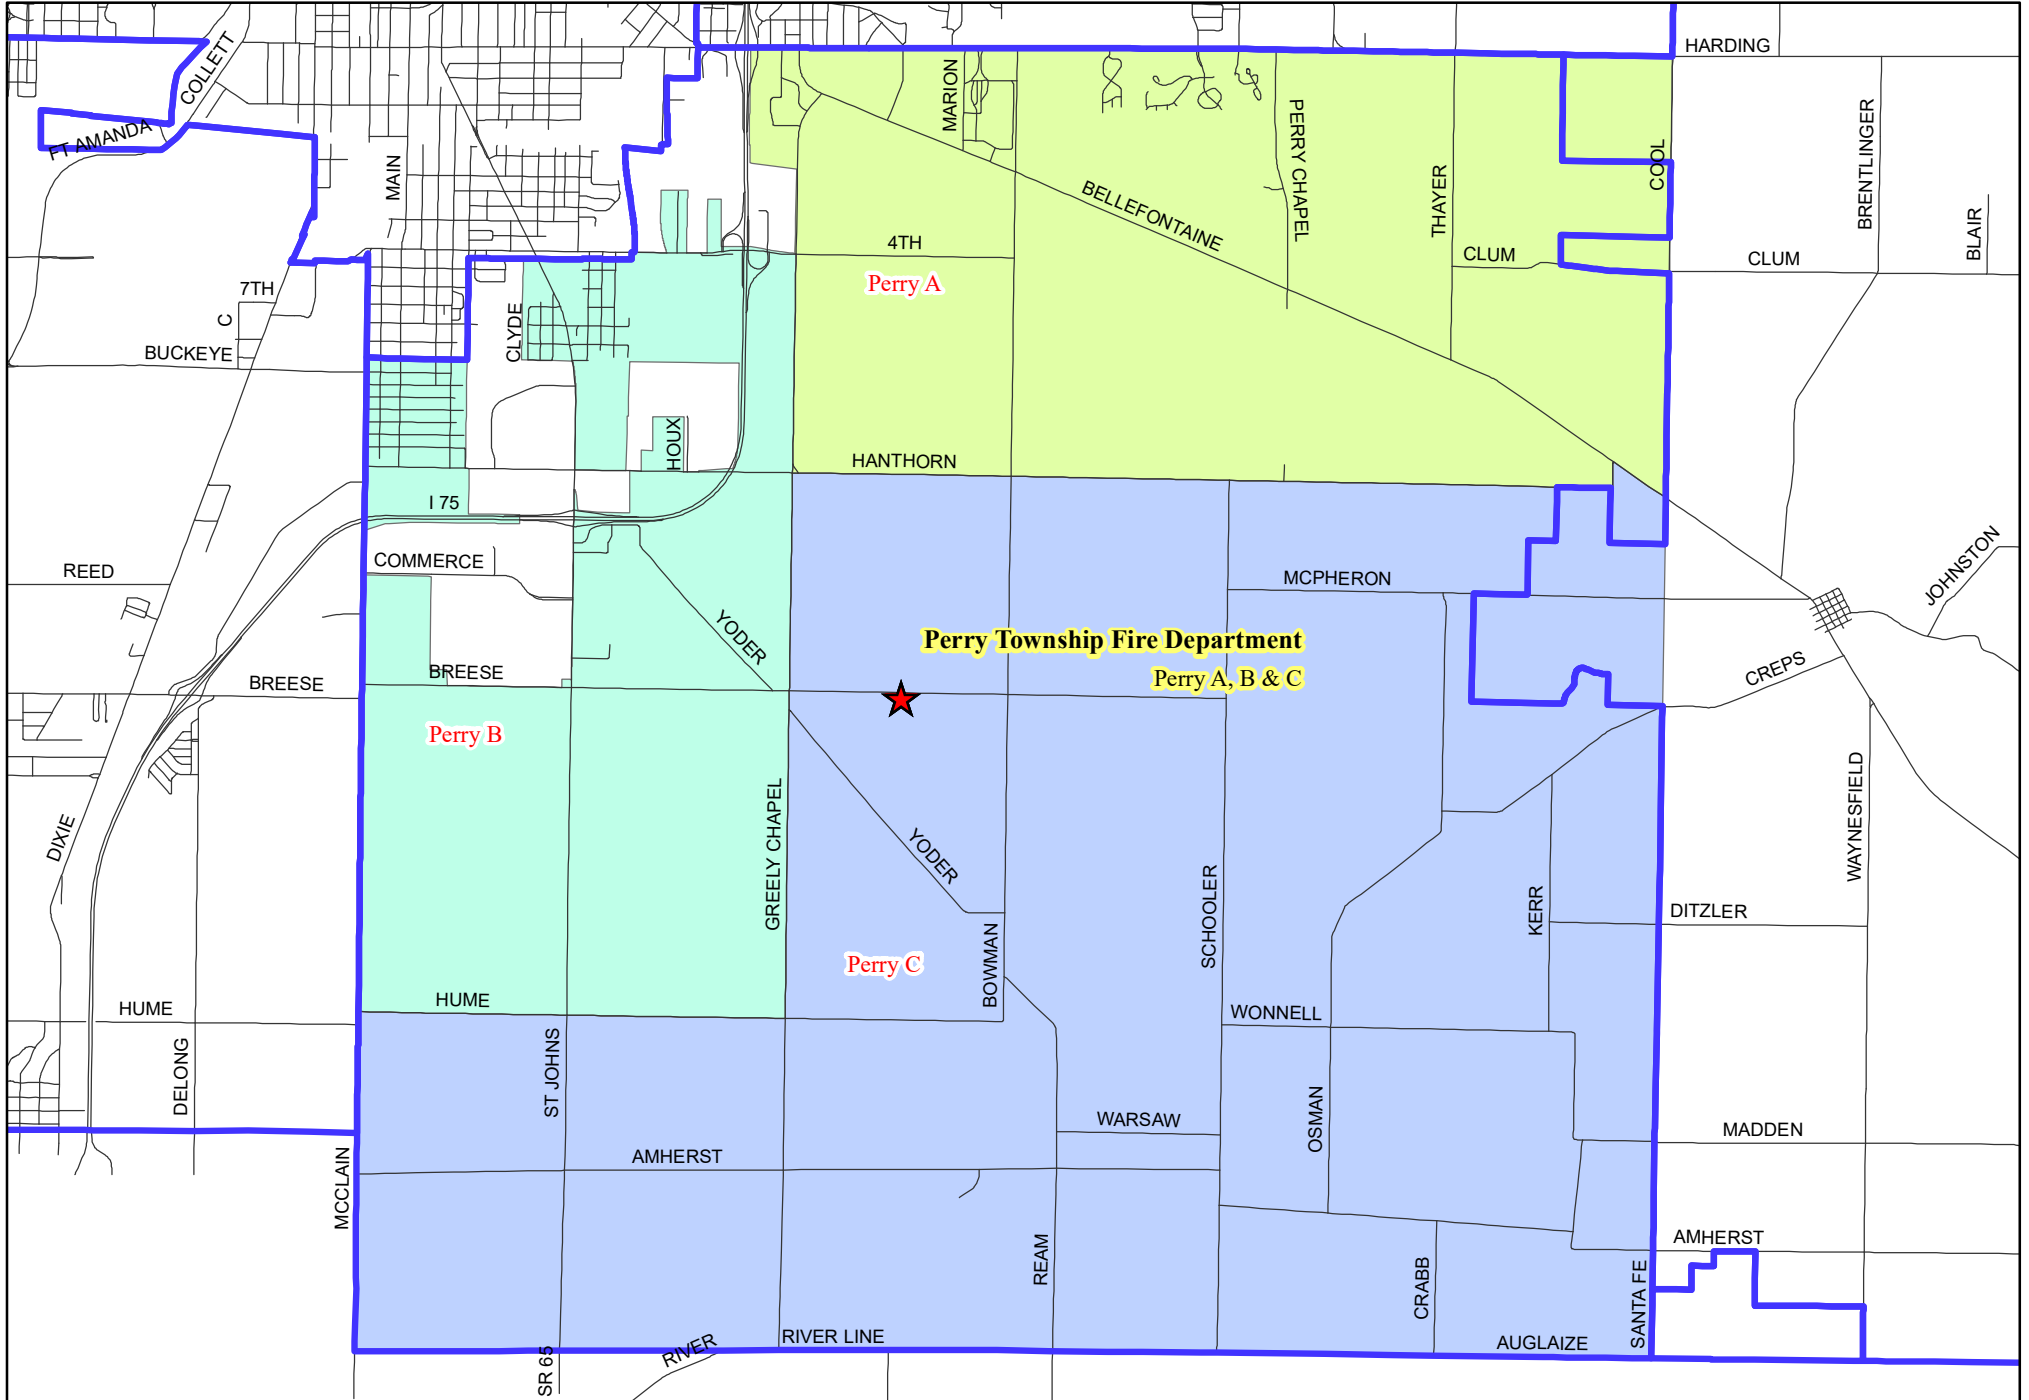 HARDING
COLLETT
MARION
PERRY CHAPEL
BRENTLINGER
FT AMANDA
MAIN
THAYER
COOL
BELLEFONTAINE
BLAIR
4TH
CLUM
CLUM
Perry A
7TH
C
CLYDE
BUCKEYE
HOUX
HANTHORN
I 75
COMMERCE
REED
MCPHERON
JOHNSTON
YODER
Perry Township Fire Department
Perry A, B & C
BREESE
BREESE
CREPS
Perry B
DIXIE
GREELY CHAPEL
YODER
WAYNESFIELD
SCHOOLER
KERR
DITZLER
Perry C
BOWMAN
HUME
HUME
WONNELL
DELONG
ST JOHNS
OSMAN
WARSAW
MADDEN
AMHERST
MCCLAIN
REAM
CRABB
SANTA FE
AMHERST
SR 65
RIVER
RIVER LINE
AUGLAIZE